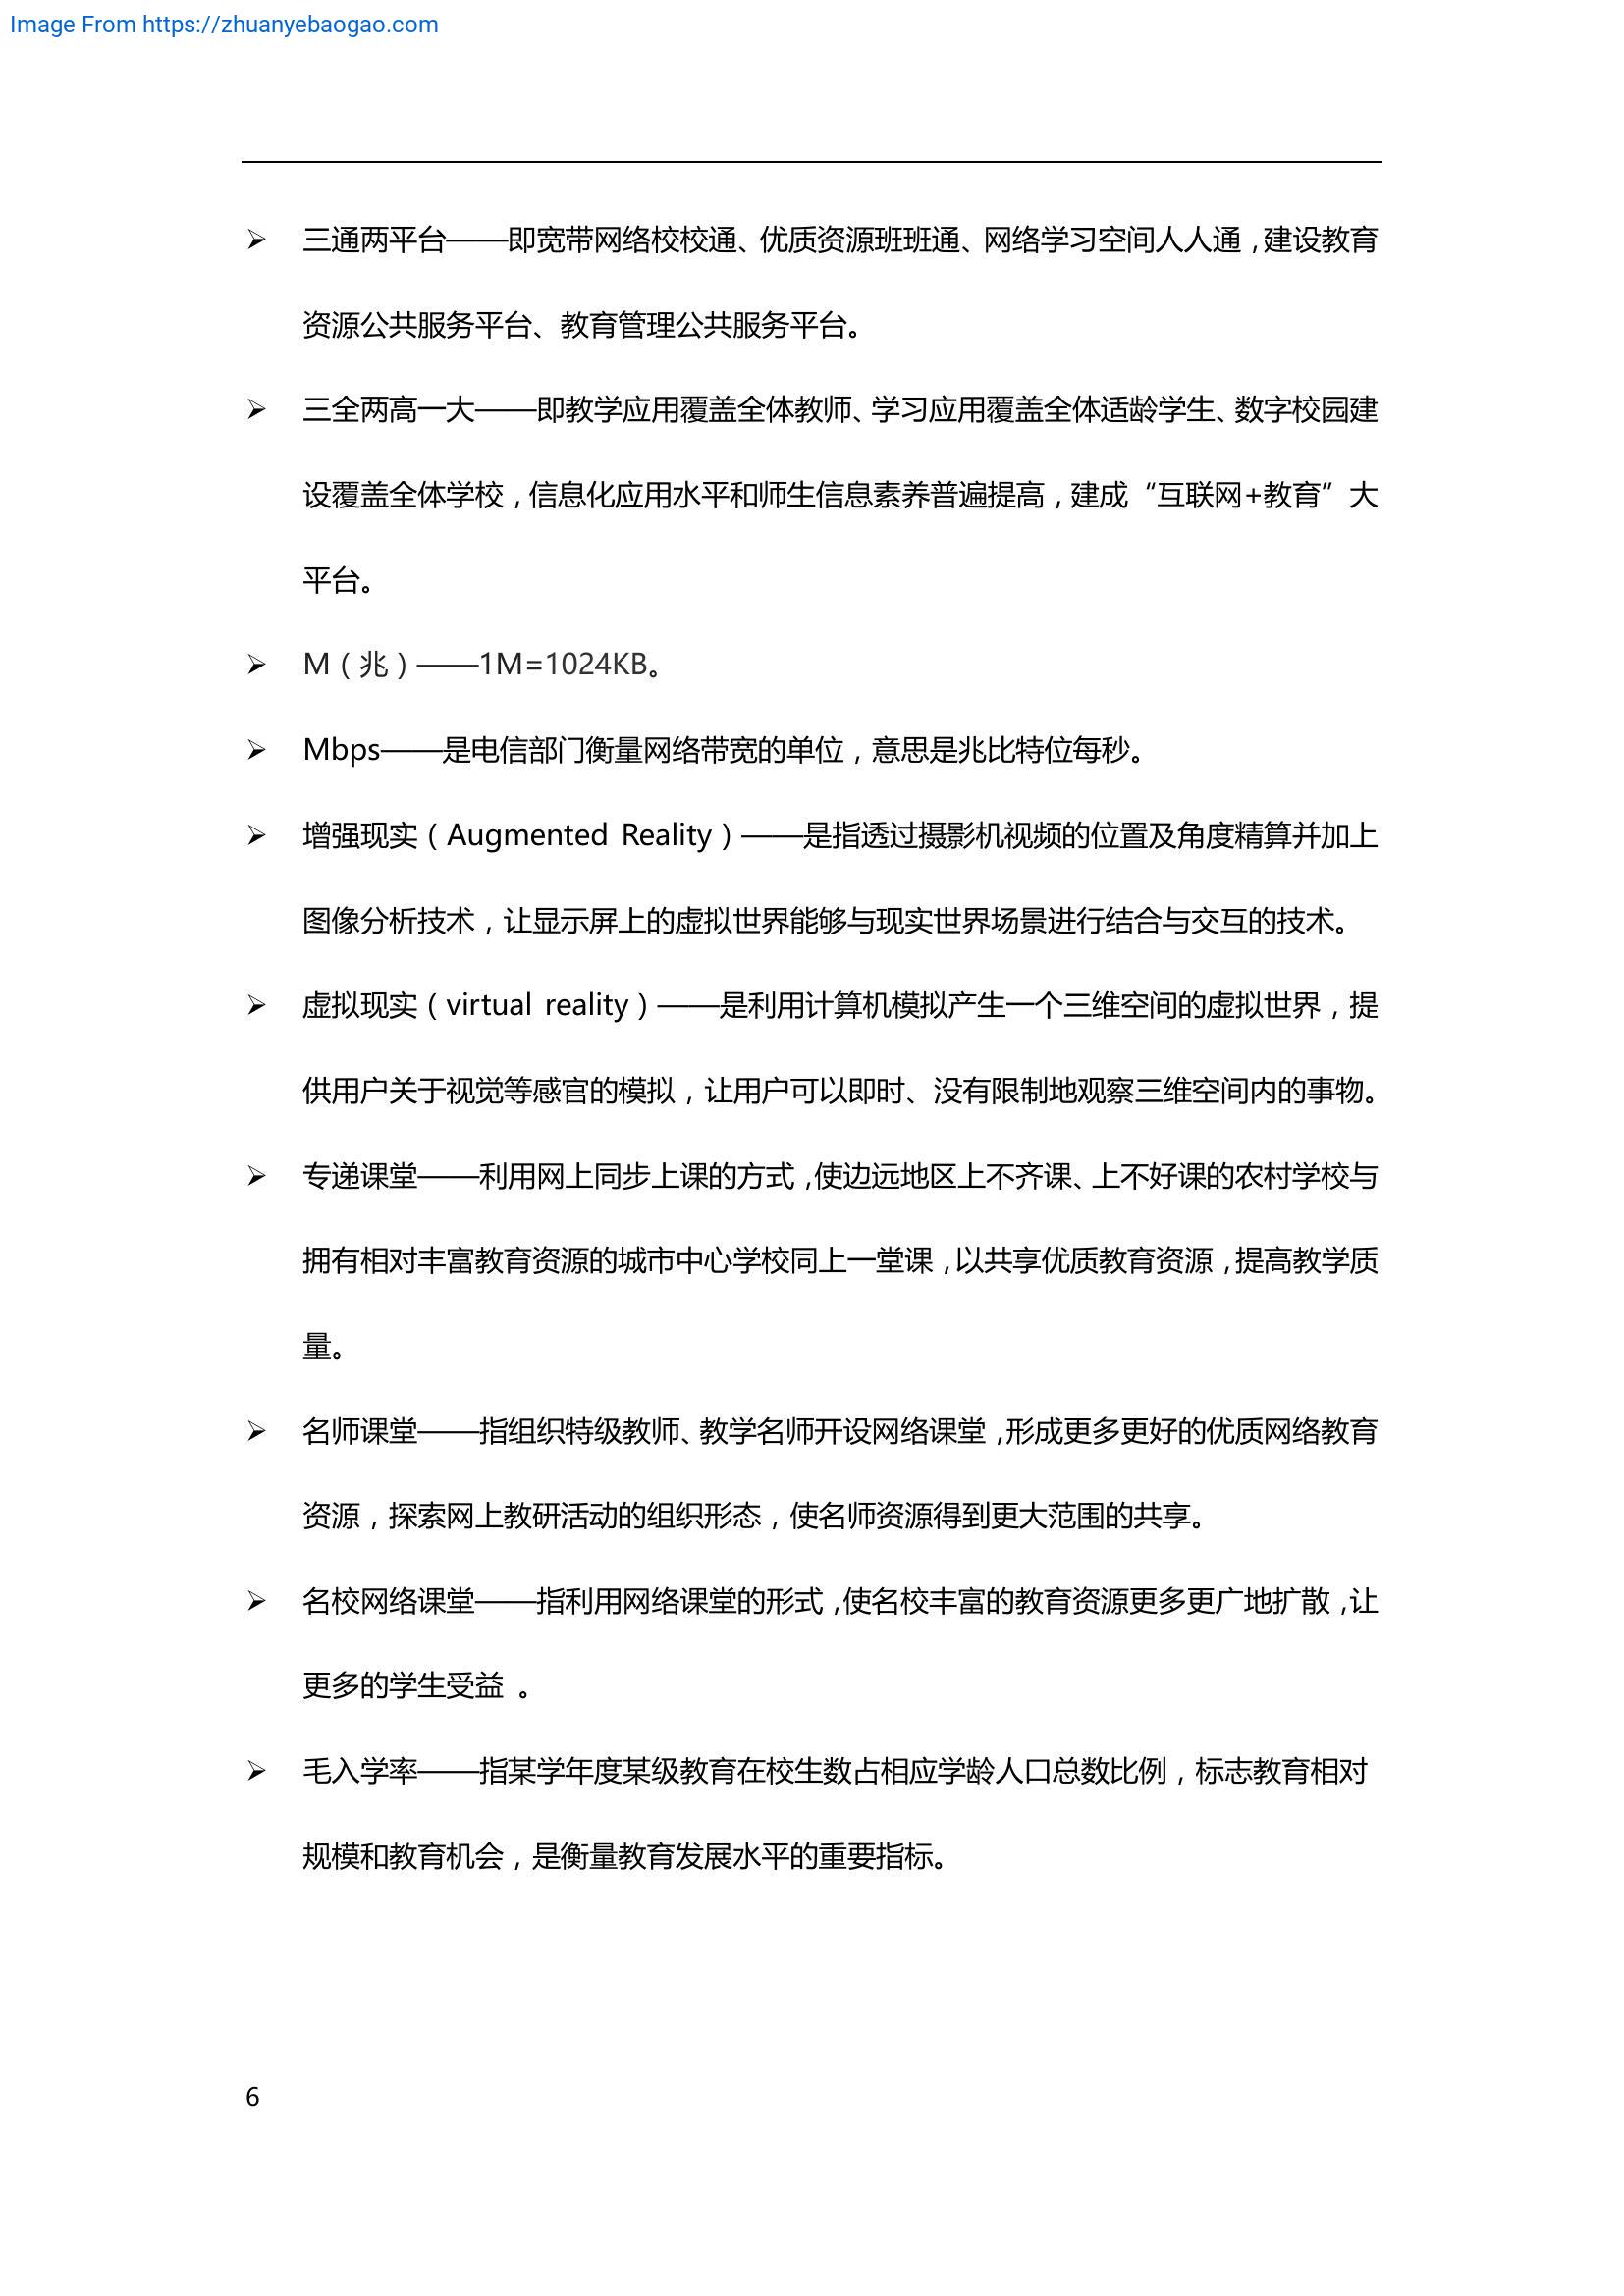 Image From https://zhuanyebaogao.com
➢ 三通两平台——即宽带网络校校通、优质资源班班通、网络学习空间人人通，建设教育
资源公共服务平台、教育管理公共服务平台。
➢ 三全两高一大——即教学应用覆盖全体教师、学习应用覆盖全体适龄学生、数字校园建
设覆盖全体学校，信息化应用水平和师生信息素养普遍提高，建成“互联网+教育”大
平台。
➢ M（兆）——1M=1024KB。
➢ Mbps——是电信部门衡量网络带宽的单位，意思是兆比特位每秒。
➢ 增强现实（Augmented Reality）——是指透过摄影机视频的位置及角度精算并加上
图像分析技术，让显示屏上的虚拟世界能够与现实世界场景进行结合与交互的技术。
➢ 虚拟现实（virtual reality）——是利用计算机模拟产生一个三维空间的虚拟世界，提
供用户关于视觉等感官的模拟，让用户可以即时、没有限制地观察三维空间内的事物。
➢ 专递课堂——利用网上同步上课的方式，使边远地区上不齐课、上不好课的农村学校与
拥有相对丰富教育资源的城市中心学校同上一堂课，以共享优质教育资源，提高教学质
量。
➢ 名师课堂——指组织特级教师、教学名师开设网络课堂，形成更多更好的优质网络教育
资源，探索网上教研活动的组织形态，使名师资源得到更大范围的共享。
➢ 名校网络课堂——指利用网络课堂的形式，使名校丰富的教育资源更多更广地扩散，让
更多的学生受益 。
➢ 毛入学率——指某学年度某级教育在校生数占相应学龄人口总数比例，标志教育相对
规模和教育机会，是衡量教育发展水平的重要指标。
6